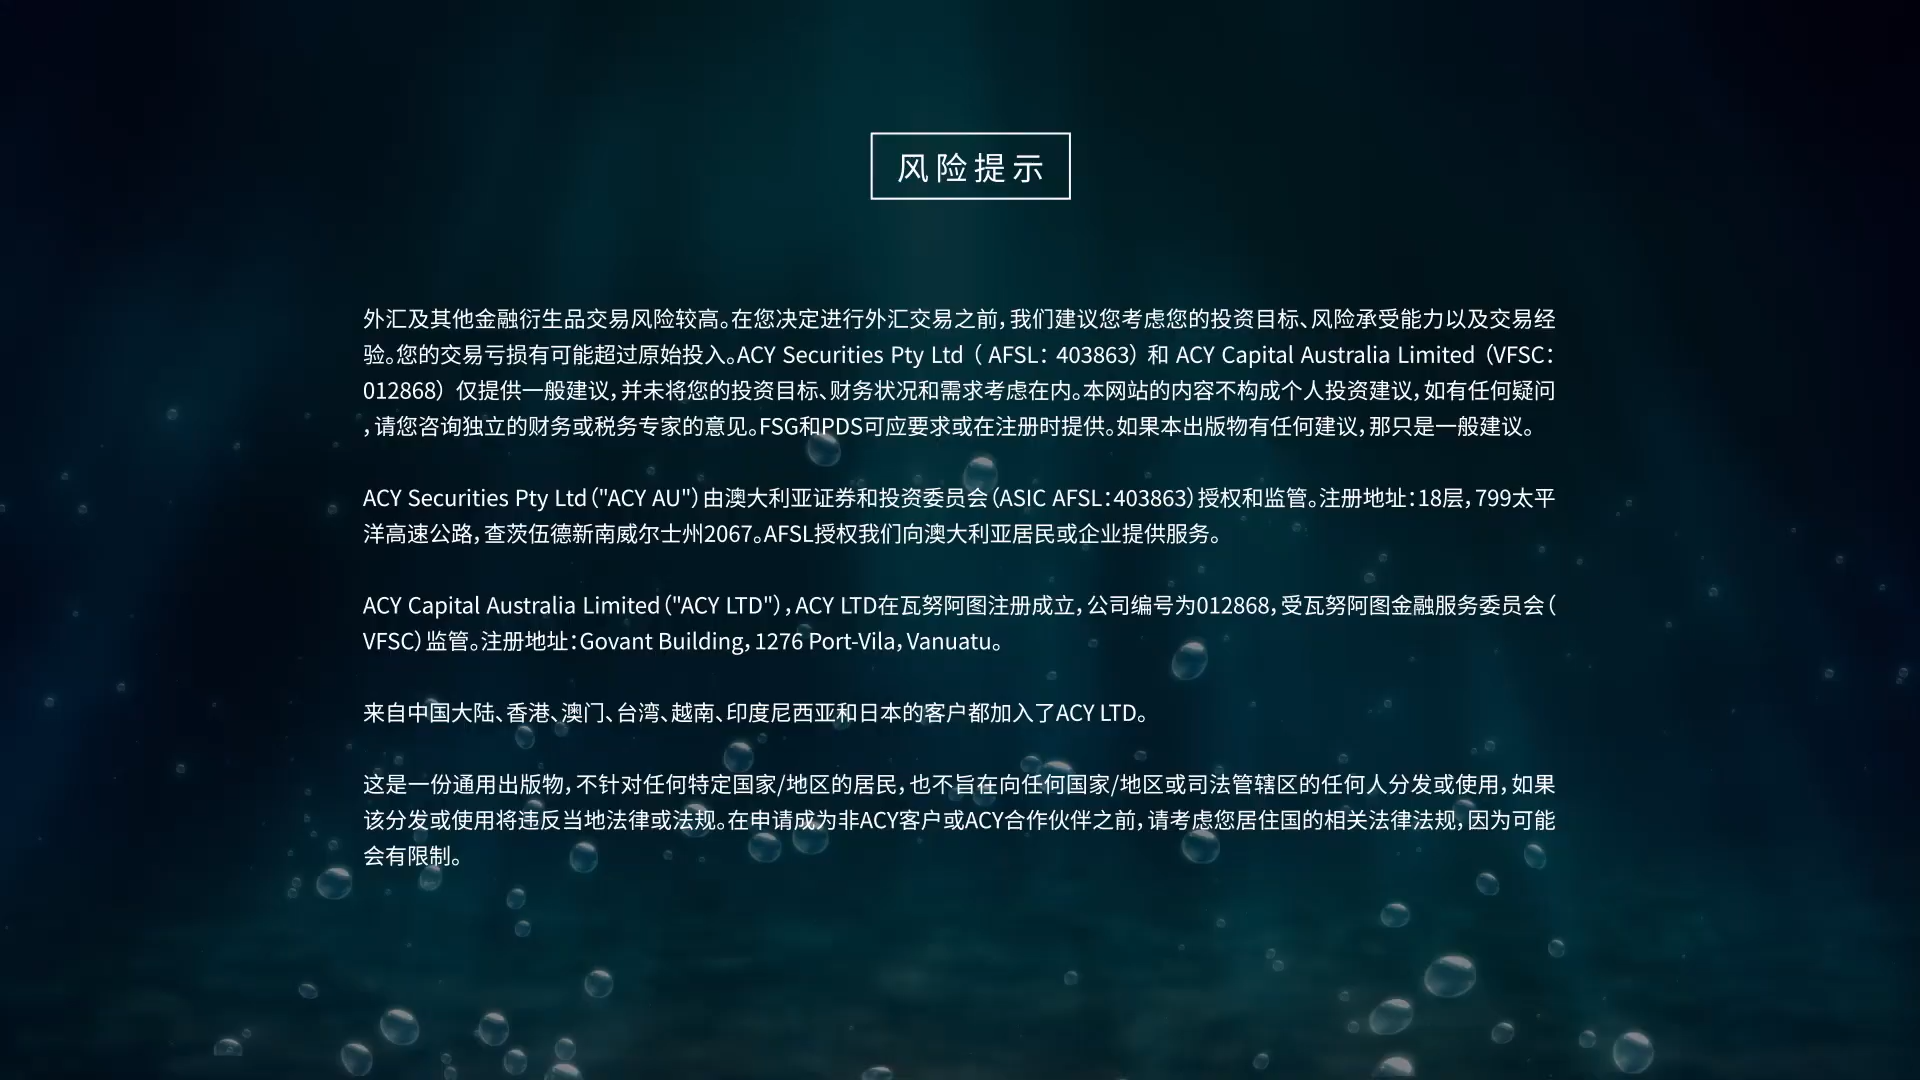 风险提示
外汇及其他金融衍生品交易风险较高。在您决定进行外汇交易之前，我们建议您考虑您的投资目标、风险承受能力以及交易经
验。您的交易亏损有可能超过原始投入。ACY Securities Pty Ltd（ AFSL： 403863） 和 ACY Capital Australia Limited（VFSC：
012868） 仅提供一般建议，并未将您的投资目标、财务状况和需求考虑在内。本网站的内容不构成个人投资建议，如有任何疑问
，请您咨询独立的财务或税务专家的意见。FSG和PDS可应要求或在注册时提供。如果本出版物有任何建议，那只是一般建议。
ACY Securities Pty Ltd（"ACY AU"）由澳大利亚证券和投资委员会（ASIC AFSL：403863）授权和监管。注册地址：18层，799太平
洋高速公路，查茨伍德新南威尔士州2067。AFSL授权我们向澳大利亚居民或企业提供服务。
ACY Capital Australia Limited（"ACY LTD"），ACY LTD在瓦努阿图注册成立，公司编号为012868，受瓦努阿图金融服务委员会（
VFSC）监管。注册地址：Govant Building，1276 Port-Vila，Vanuatu。
来自中国大陆、香港、澳门、台湾、越南、印度尼西亚和日本的客户都加入了ACY LTD。
这是一份通用出版物，不针对任何特定国家/地区的居民，也不旨在向任何国家/地区或司法管辖区的任何人分发或使用，如果
该分发或使用将违反当地法律或法规。在申请成为非ACY客户或ACY合作伙伴之前，请考虑您居住国的相关法律法规，因为可能
会有限制。